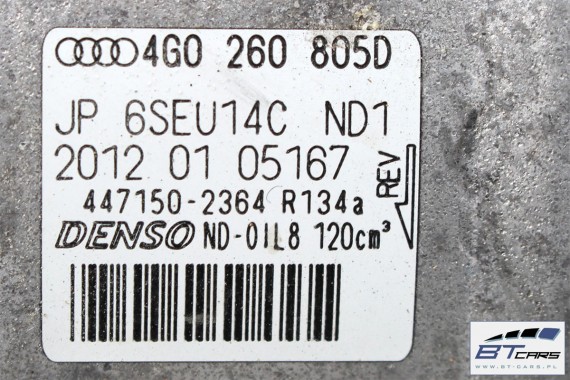 4G0 260 805D
JP 6SEU14C ND1
2012 01 05167
447150-2364 R134a
REV
DENSO ND-OIL8 120cm³
BT CARS
WWW.BT-CARS.PL